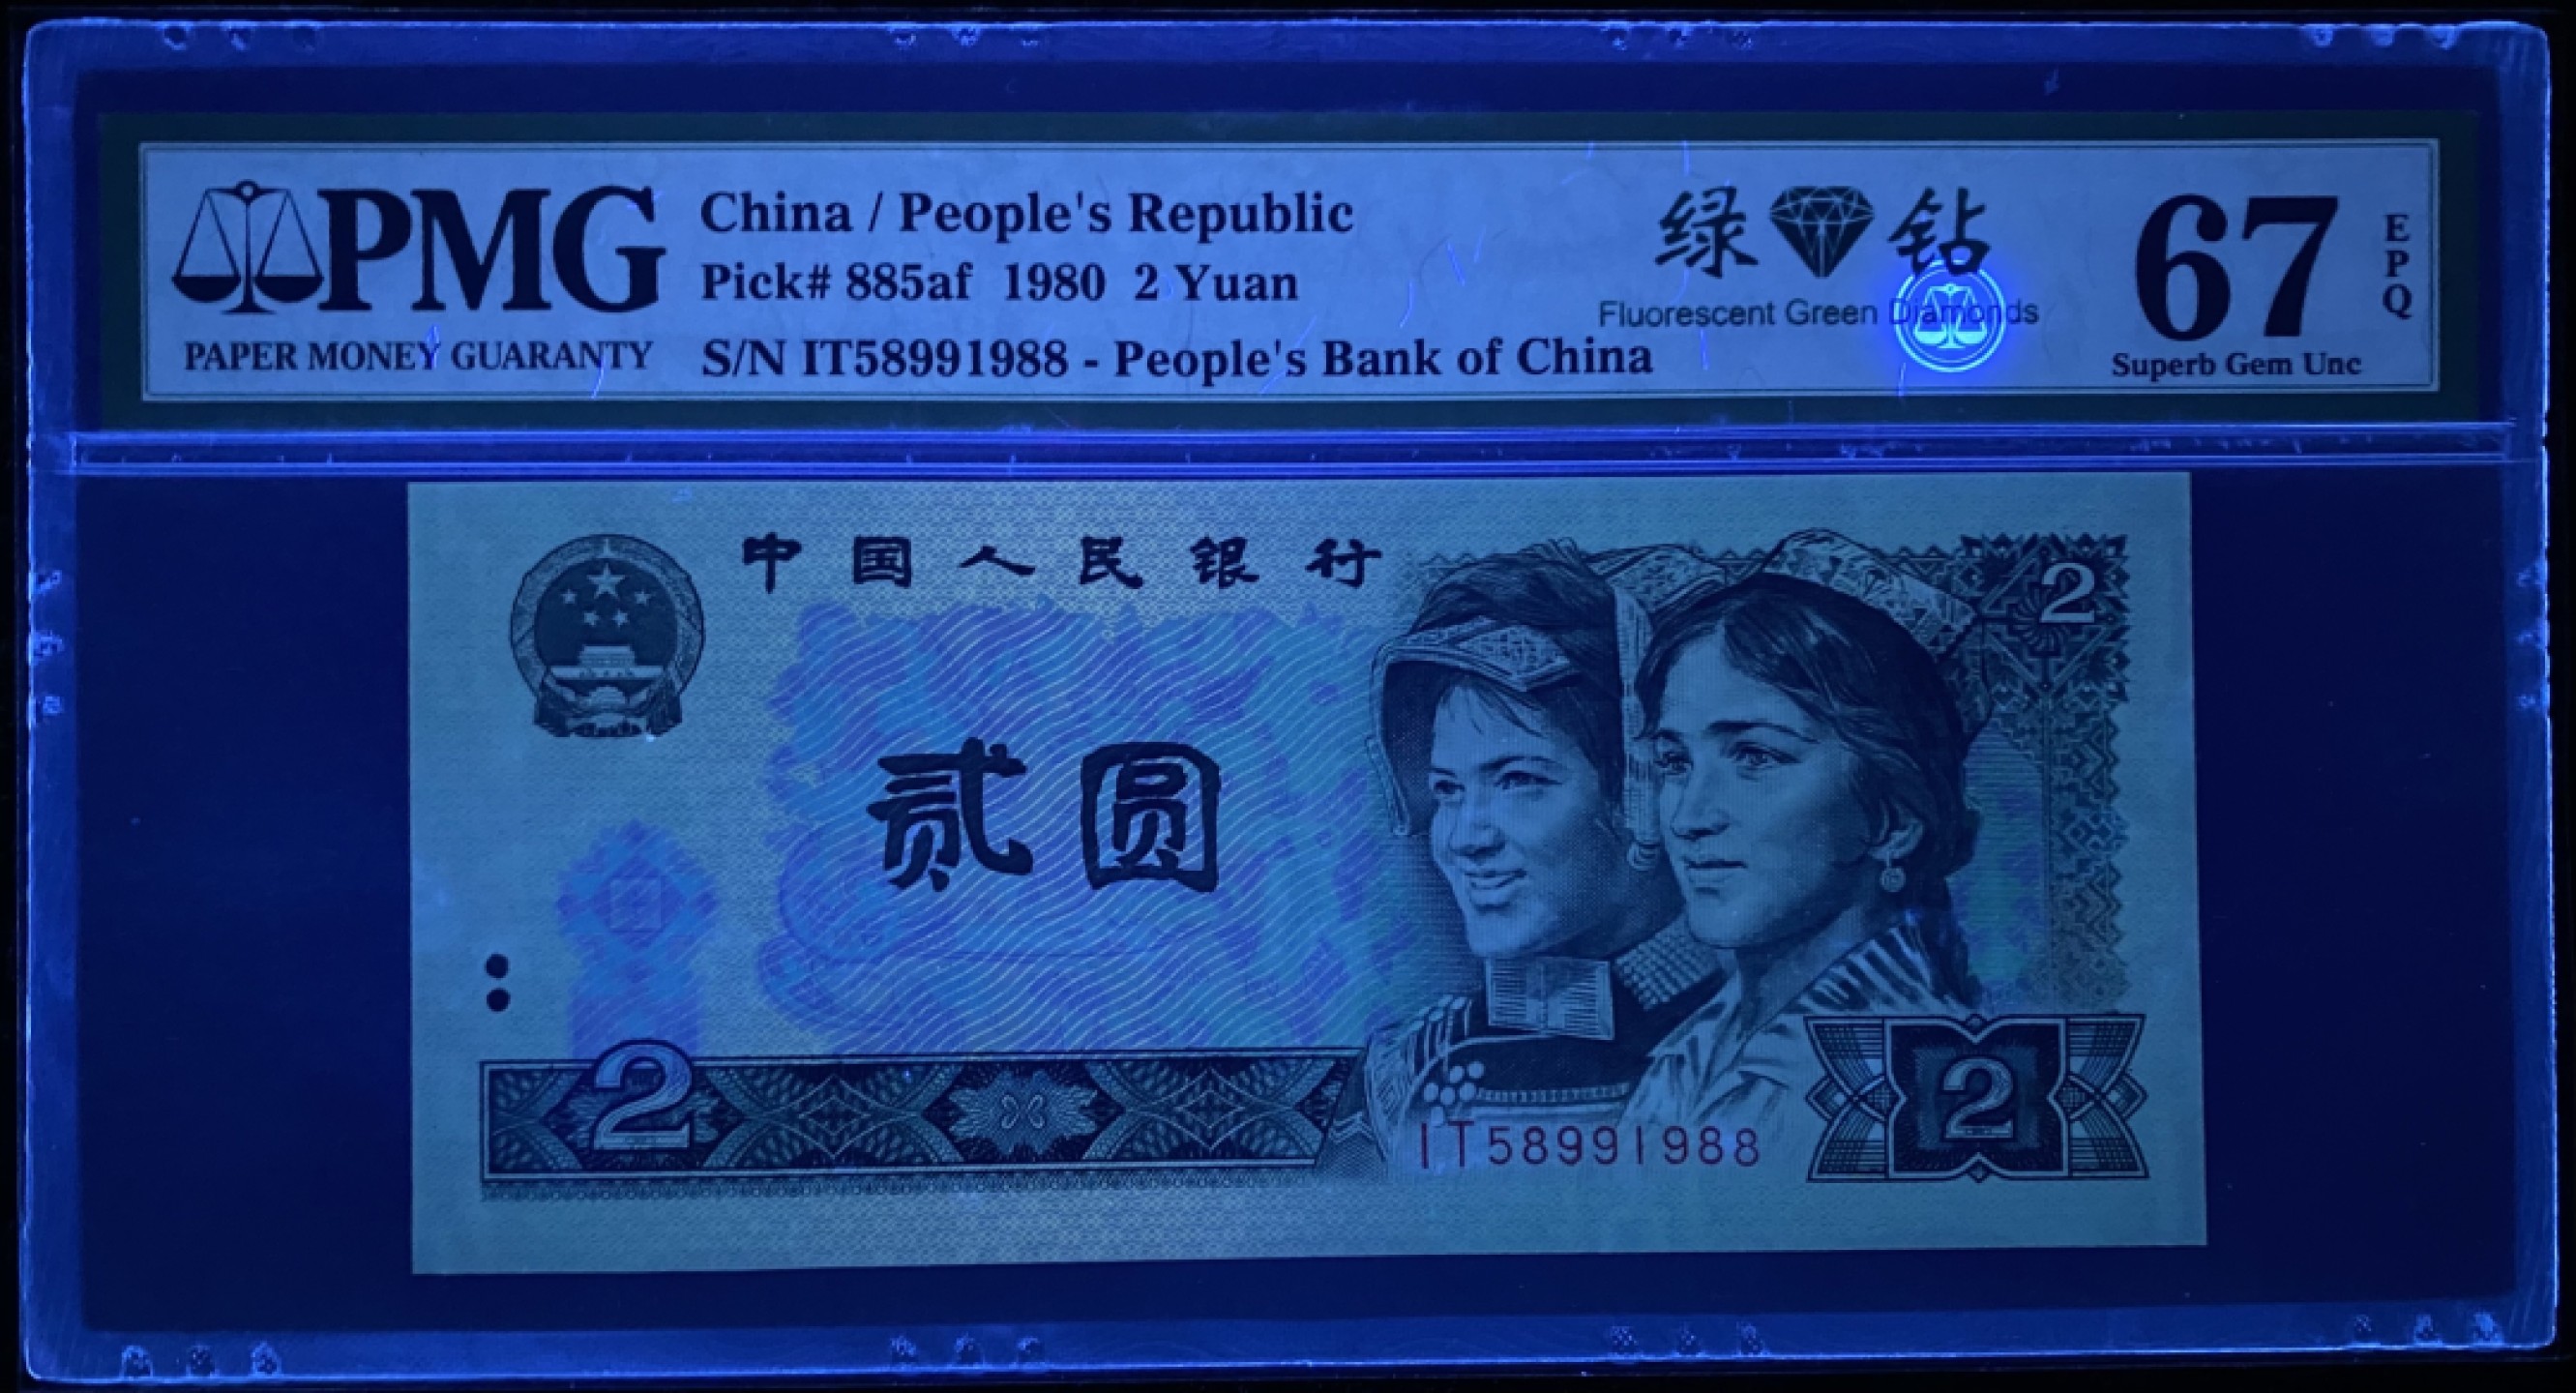 PMG
PAPER MONEY GUARANTY
China / People's Republic
Pick# 885af 1980 2 Yuan
S/N IT58991988 - People's Bank of China
绿 钻
Fluorescent Green Diamonds
67
EPQ
Superb Gem Unc
中国人民银行
2
贰圆
2
IT58991988
2